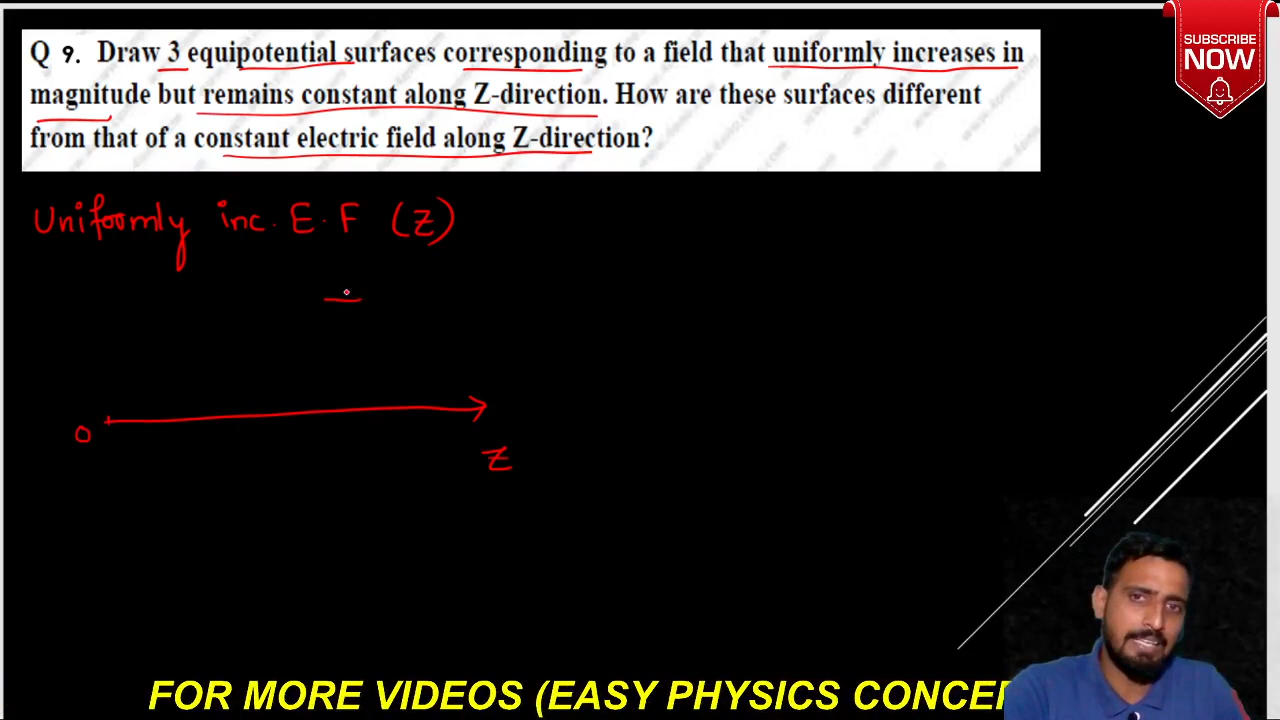 SUBSCRIBE
NOW
Q 9. Draw 3 equipotential surfaces corresponding to a field that uniformly increases in
magnitude but remains constant along Z-direction. How are these surfaces different
from that of a constant electric field along Z-direction?
Uniformly inc. E.F (Z)
O
Z
FOR MORE VIDEOS (EASY PHYSICS CONCE